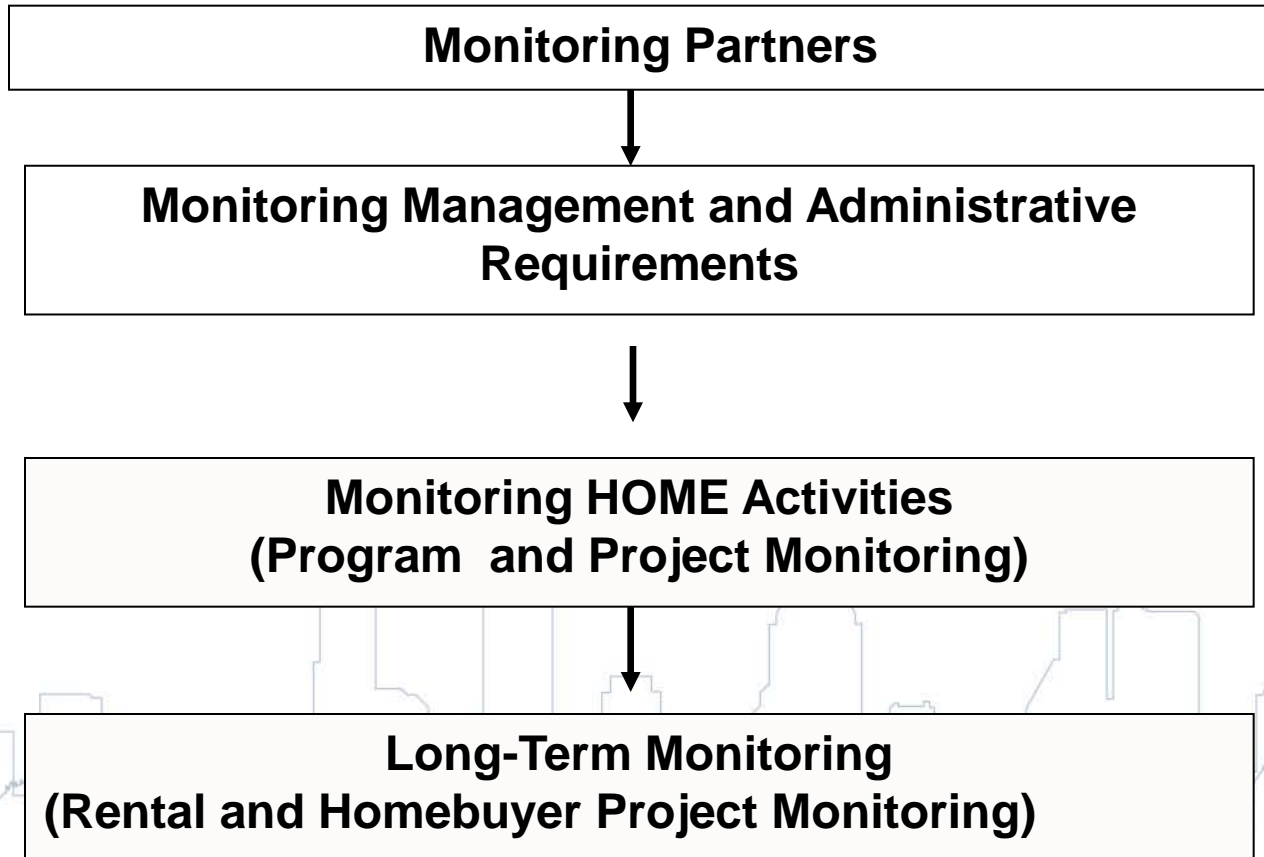 Monitoring Partners
Monitoring Management and Administrative
Requirements
Monitoring HOME Activities
(Program  and Project Monitoring)
Long-Term Monitoring
(Rental and Homebuyer Project Monitoring)